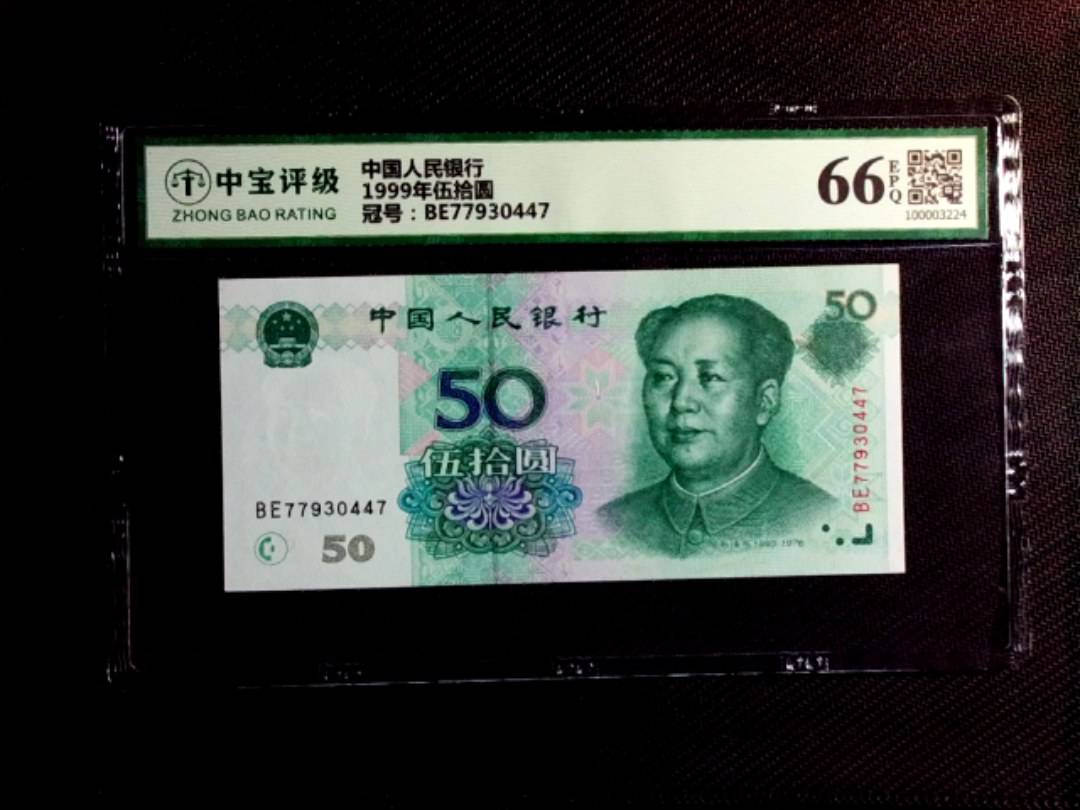 中宝评级
ZHONG BAO RATING
中国人民银行
1999年伍拾圆
冠号：BE77930447
66
EPQ
100003224
中国人民银行
50
50
伍拾圆
BE77930447
50
BE77930447